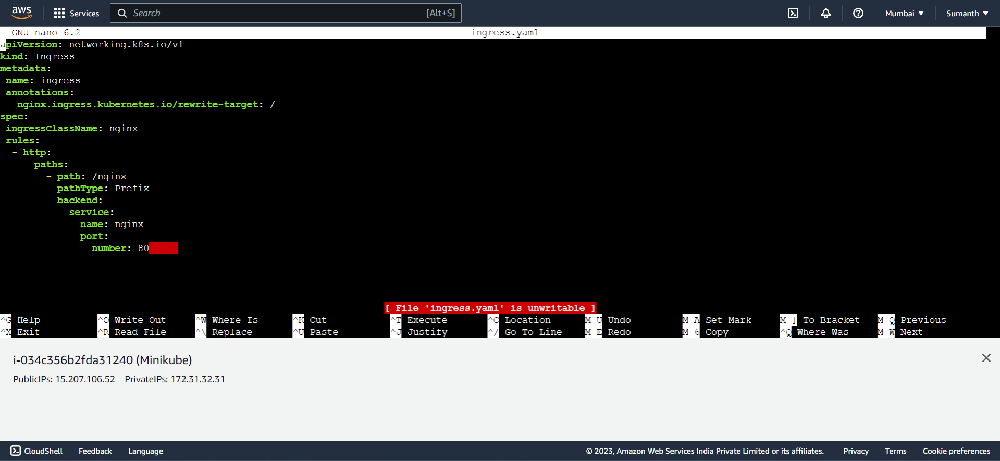 aws Services Search [Alt+S] Mumbai Sumanth
GNU nano 6.2 ingress.yaml
apiVersion: networking.k8s.io/v1
kind: Ingress
metadata:
 name: ingress
 annotations:
   nginx.ingress.kubernetes.io/rewrite-target: /
spec:
 ingressClassName: nginx
 rules:
  - http:
      paths:
        - path: /nginx
          pathType: Prefix
          backend:
            service:
              name: nginx
              port:
                number: 80
[ File 'ingress.yaml' is unwritable ]
^G Help ^O Write Out ^W Where Is ^K Cut ^T Execute ^C Location M-U Undo M-A Set Mark M-] To Bracket M-Q Previous
^X Exit ^R Read File ^\ Replace ^U Paste ^J Justify ^/ Go To Line M-E Redo M-6 Copy ^Q Where Was M-W Next
i-034c356b2fda31240 (Minikube)
PublicIPs: 15.207.106.52 PrivateIPs: 172.31.32.31
CloudShell Feedback Language © 2023, Amazon Web Services India Private Limited or its affiliates. Privacy Terms Cookie preferences